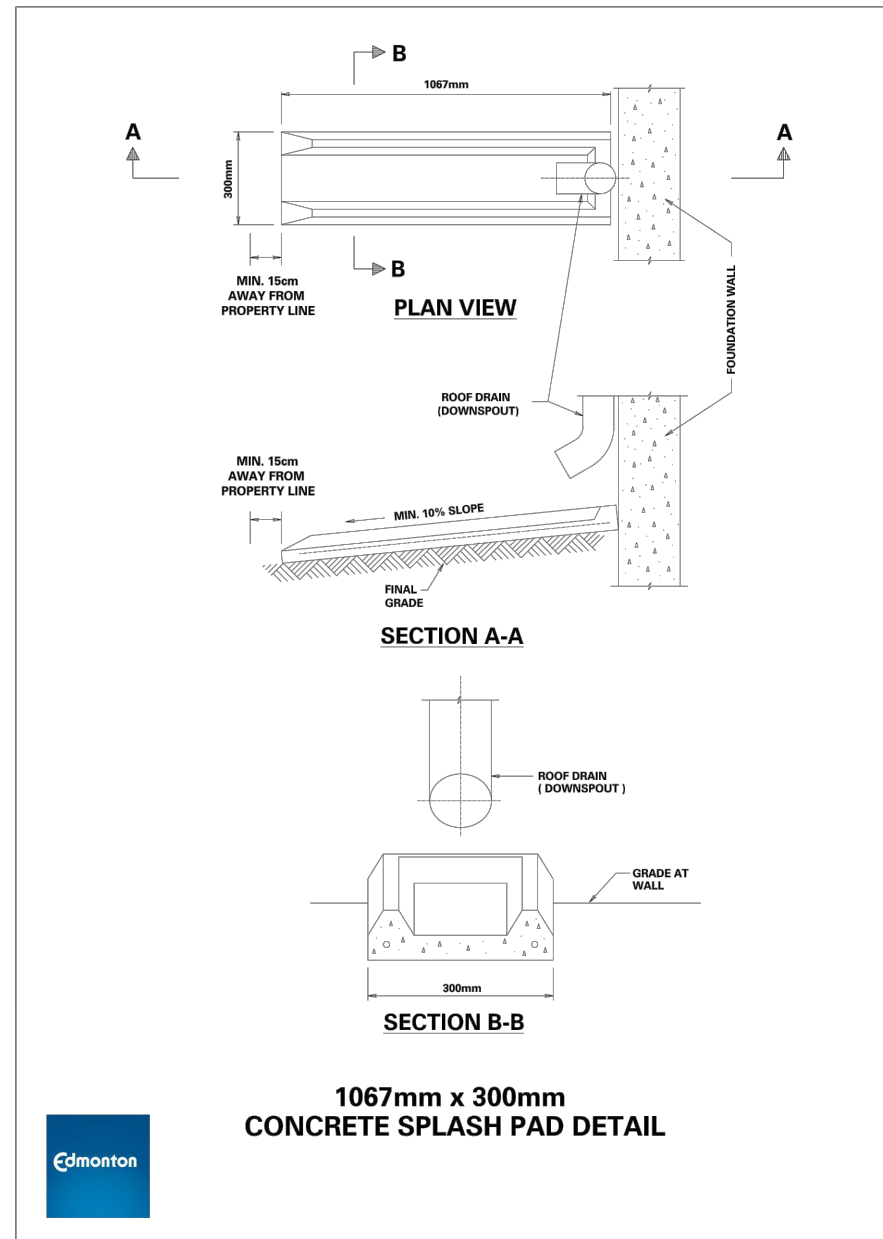 B
1067mm
A
A
300mm
B
MIN. 15cm
AWAY FROM
PROPERTY LINE
PLAN VIEW
FOUNDATION WALL
ROOF DRAIN
(DOWNSPOUT)
MIN. 15cm
AWAY FROM
PROPERTY LINE
MIN. 10% SLOPE
FINAL
GRADE
SECTION A-A
ROOF DRAIN
( DOWNSPOUT )
GRADE AT
WALL
300mm
SECTION B-B
1067mm x 300mm
CONCRETE SPLASH PAD DETAIL
Edmonton